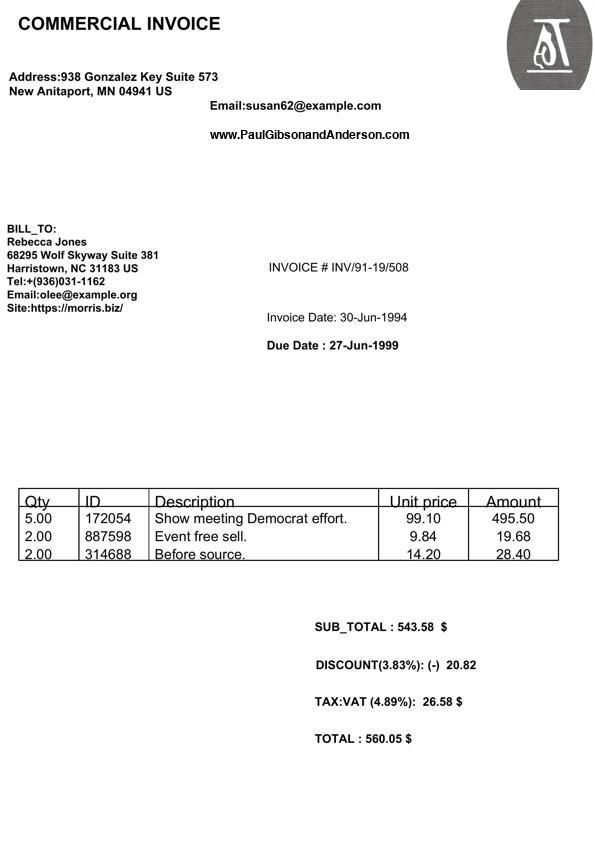 COMMERCIAL INVOICE
Address:938 Gonzalez Key Suite 573
New Anitaport, MN 04941 US
Email:susan62@example.com
www.PaulGibsonandAnderson.com
BILL_TO:
Rebecca Jones
68295 Wolf Skyway Suite 381
Harristown, NC 31183 US
Tel:+(936)031-1162
Email:olee@example.org
Site:https://morris.biz/
INVOICE # INV/91-19/508
Invoice Date: 30-Jun-1994
Due Date : 27-Jun-1999
Qty ID Description Unit price Amount
5.00 172054 Show meeting Democrat effort. 99.10 495.50
2.00 887598 Event free sell. 9.84 19.68
2.00 314688 Before source. 14.20 28.40
SUB_TOTAL : 543.58 $
DISCOUNT(3.83%): (-) 20.82
TAX:VAT (4.89%): 26.58 $
TOTAL : 560.05 $